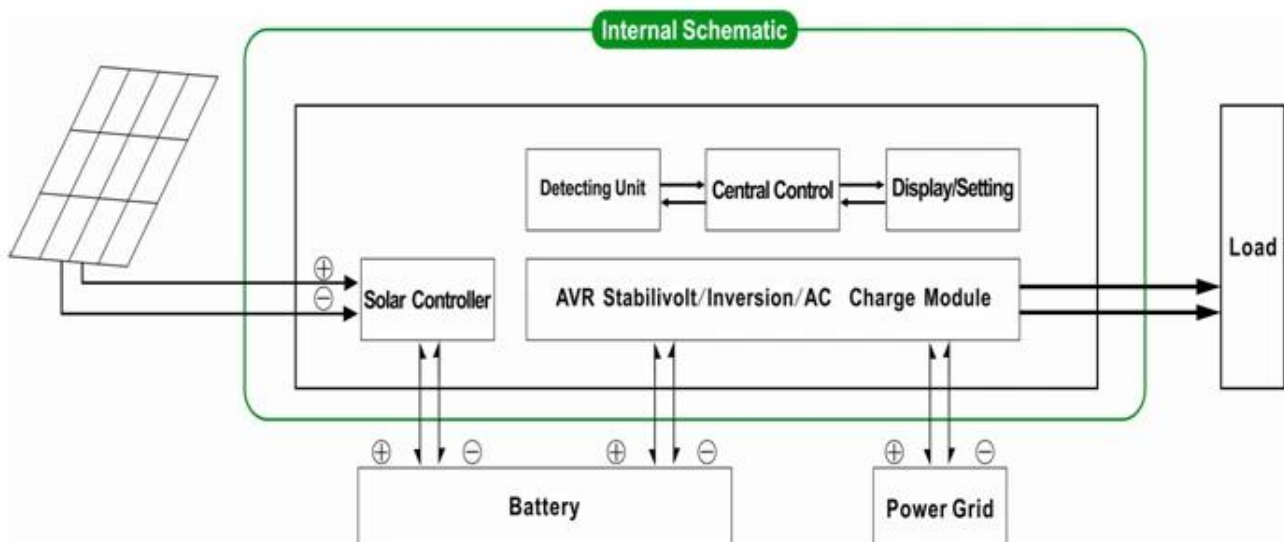 Internal Schematic
Detecting Unit
Central Control
Display/Setting
Load
⊕
⊖
Solar Controller
AVR Stabilivolt/Inversion/AC Charge Module
⊕ ⊖ ⊕ ⊖ ⊕ ⊖
Battery
Power Grid